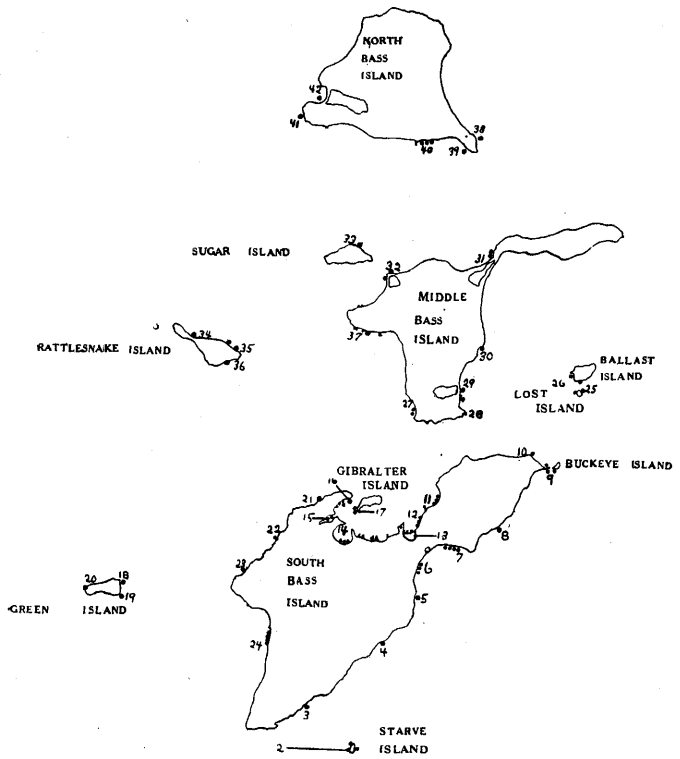 NORTH
BASS
ISLAND
42
41
38
40
39
SUGAR ISLAND
33
32
31
MIDDLE
BASS
ISLAND
34
35
36
RATTLESNAKE ISLAND
37
30
BALLAST
ISLAND
26
25
LOST
ISLAND
29
27
28
10
BUCKEYE ISLAND
9
GIBRALTER
ISLAND
16
21
17
15
14
11
12
13
8
22
7
6
23
SOUTH
BASS
ISLAND
5
20
18
19
GREEN ISLAND
24
4
3
STARVE
2
ISLAND